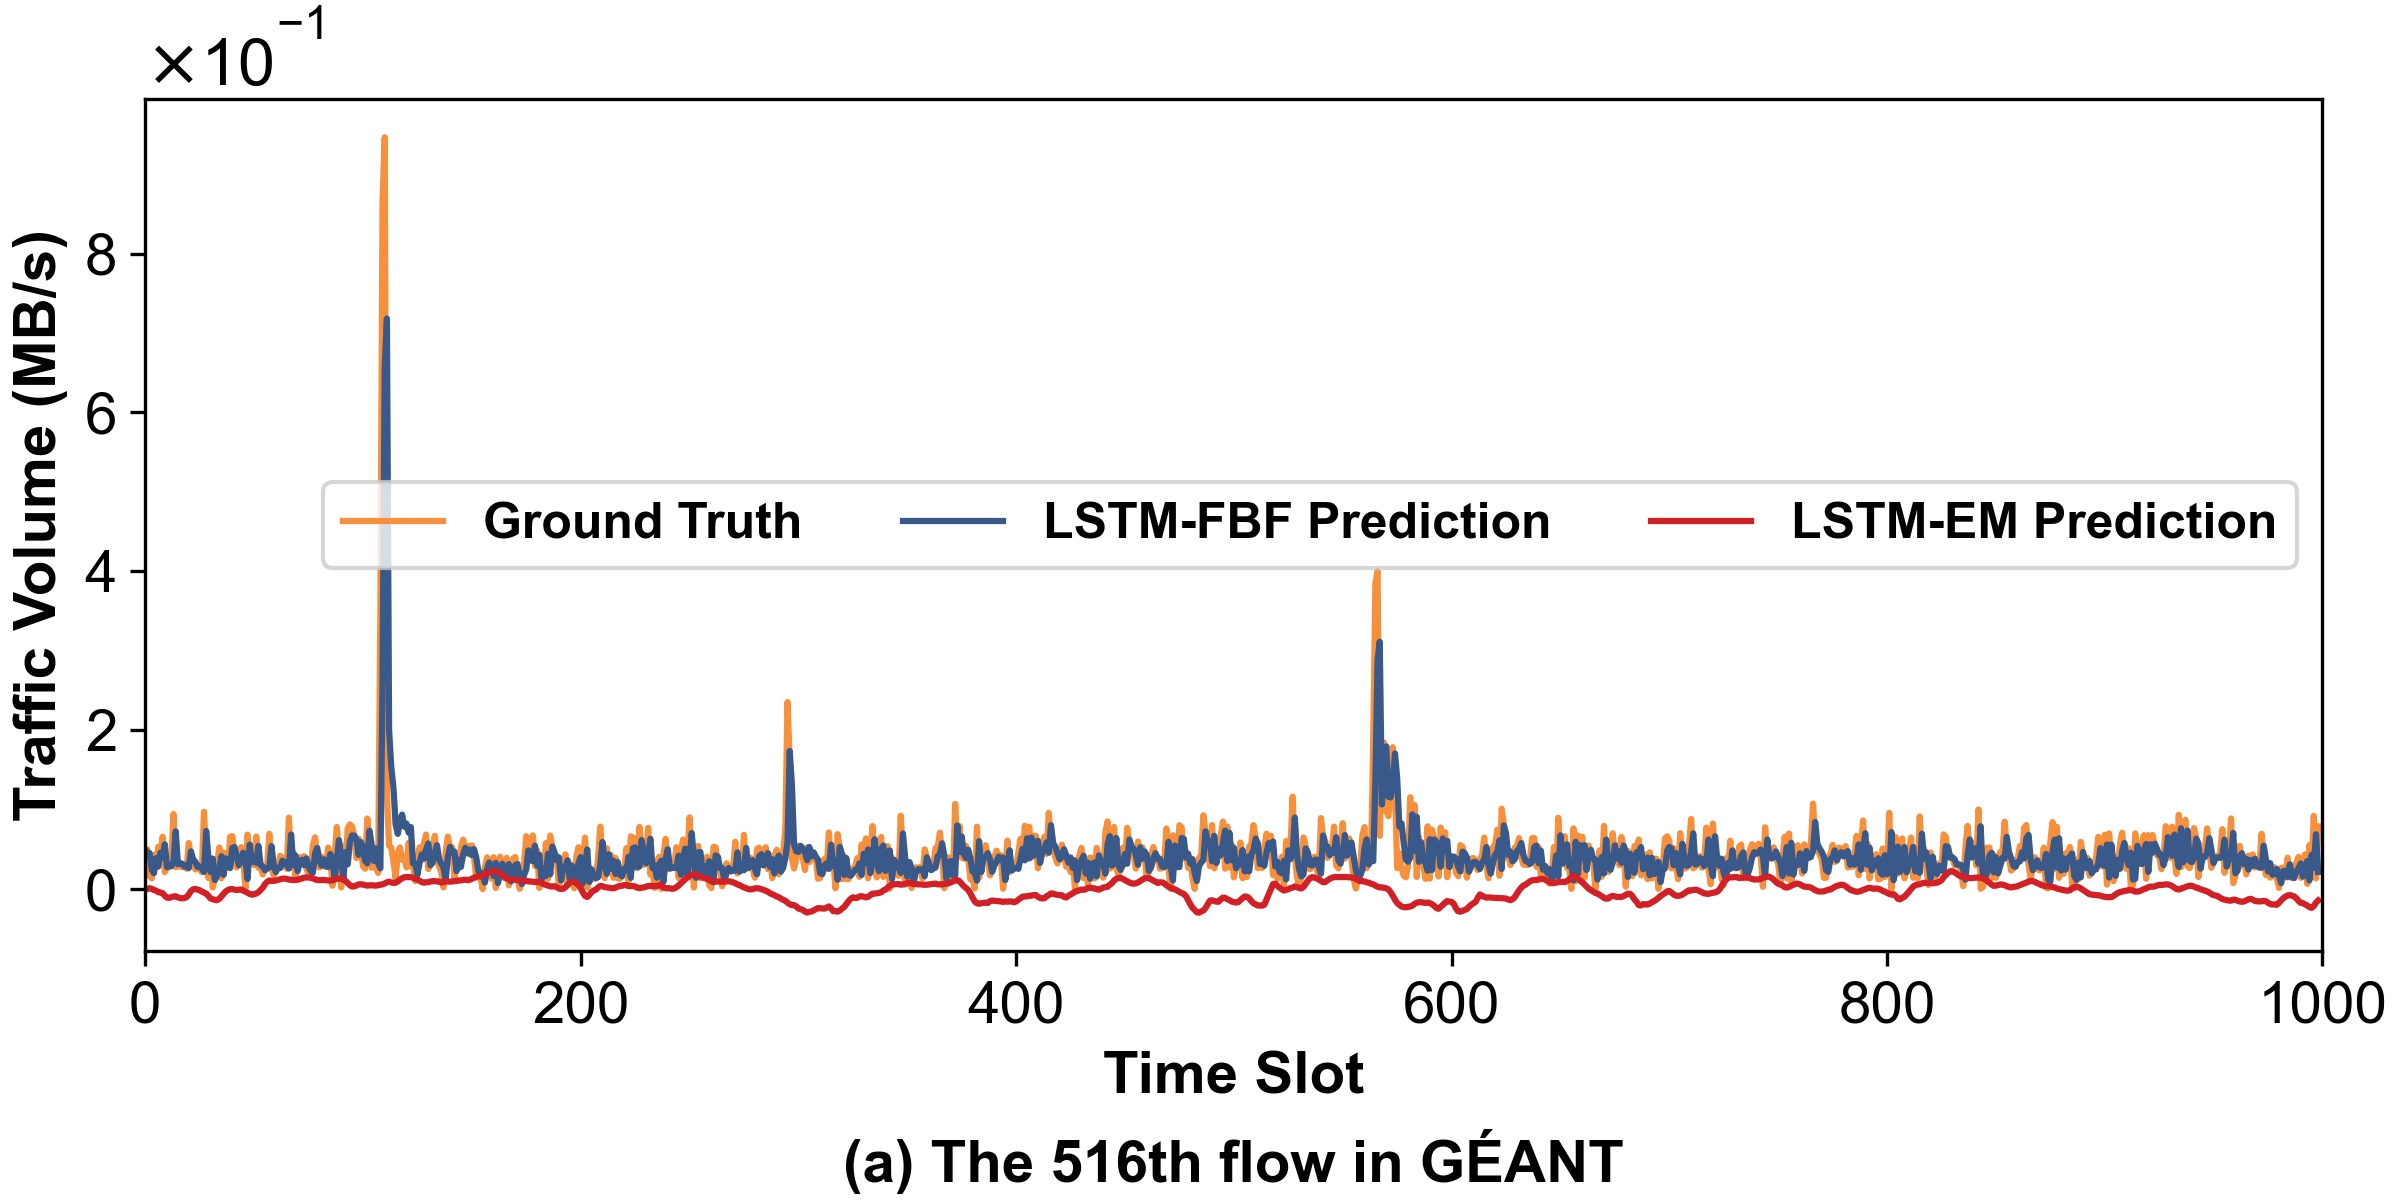 ×10⁻¹
Traffic Volume (MB/s)
8
6
4
2
0
Ground Truth LSTM-FBF Prediction LSTM-EM Prediction
0 200 400 600 800 1000
Time Slot
(a) The 516th flow in GÉANT